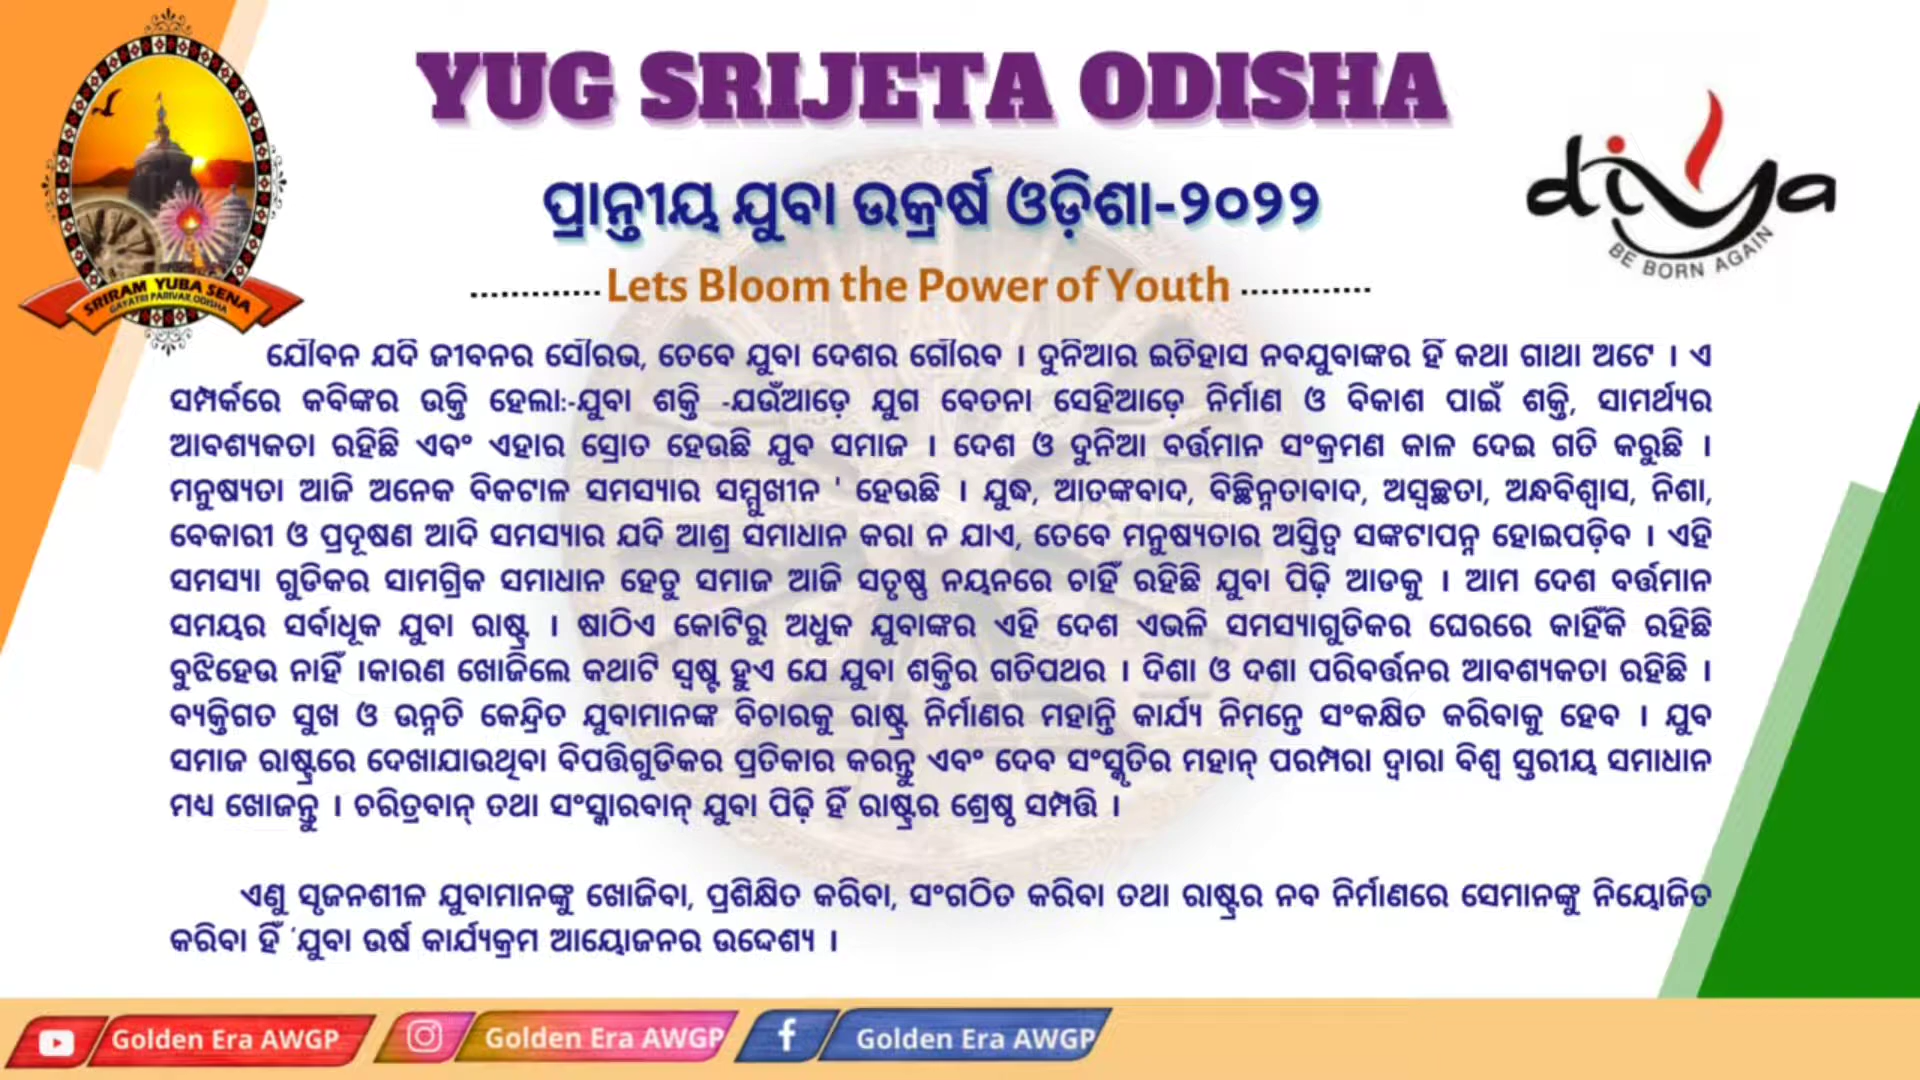 YUG SRIJETA ODISHA
ପ୍ରାନ୍ତୀୟ ଯୁବା ଉତ୍କର୍ଷ ଓଡ଼ିଶା-୨୦୨୨
diya
BE BORN AGAIN
SRIRAM YUBA SENA
GAYATRI PARIVAR, ODISHA
............Lets Bloom the Power of Youth ............
ଯୌବନ ଯଦି ଜୀବନର ସୌରଭ, ତେବେ ଯୁବା ଦେଶର ଗୌରବ । ଦୁନିଆର ଇତିହାସ ନବଯୁବାଙ୍କର ହିଁ କଥା ଗାଥା ଅଟେ । ଏ
ସମ୍ପର୍କରେ କବିଙ୍କର ଉକ୍ତି ହେଲା:-ଯୁବା ଶକ୍ତି -ଯଉଁଆଡ଼େ ଯୁଗ ଚେତନା ସେହିଆଡ଼େ ନିର୍ମାଣ ଓ ବିକାଶ ପାଇଁ ଶକ୍ତି, ସାମର୍ଥ୍ୟର
ଆବଶ୍ୟକତା ରହିଛି ଏବଂ ଏହାର ସ୍ରୋତ ହେଉଛି ଯୁବ ସମାଜ । ଦେଶ ଓ ଦୁନିଆ ବର୍ତ୍ତମାନ ସଂକ୍ରମଣ କାଳ ଦେଇ ଗତି କରୁଛି ।
ମନୁଷ୍ୟତା ଆଜି ଅନେକ ବିକଟାଳ ସମସ୍ୟାର ସମ୍ମୁଖୀନ ' ହେଉଛି । ଯୁଦ୍ଧ, ଆତଙ୍କବାଦ, ବିଚ୍ଛିନ୍ନତାବାଦ, ଅସ୍ୱଚ୍ଛତା, ଅନ୍ଧବିଶ୍ୱାସ, ନିଶା,
ବେକାରୀ ଓ ପ୍ରଦୂଷଣ ଆଦି ସମସ୍ୟାର ଯଦି ଆଶ୍ର ସମାଧାନ କରା ନ ଯାଏ, ତେବେ ମନୁଷ୍ୟତାର ଅସ୍ତିତ୍ୱ ସଙ୍କଟାପନ୍ନ ହୋଇପଡ଼ିବ । ଏହି
ସମସ୍ୟା ଗୁଡିକର ସାମଗ୍ରିକ ସମାଧାନ ହେତୁ ସମାଜ ଆଜି ସତୃଷ୍ଣ ନୟନରେ ଚାହିଁ ରହିଛି ଯୁବା ପିଢ଼ି ଆଡକୁ । ଆମ ଦେଶ ବର୍ତ୍ତମାନ
ସମୟର ସର୍ବାଧିକ ଯୁବା ରାଷ୍ଟ୍ର । ଷାଠିଏ କୋଟିରୁ ଅଧିକ ଯୁବାଙ୍କର ଏହି ଦେଶ ଏଭଳି ସମସ୍ୟାଗୁଡିକର ଘେରରେ କାହିଁକି ରହିଛି
ବୁଝିହେଉ ନାହିଁ ।କାରଣ ଖୋଜିଲେ କଥାଟି ସ୍ପଷ୍ଟ ହୁଏ ଯେ ଯୁବା ଶକ୍ତିର ଗତିପଥର । ଦିଶା ଓ ଦଶା ପରିବର୍ତ୍ତନର ଆବଶ୍ୟକତା ରହିଛି ।
ବ୍ୟକ୍ତିଗତ ସୁଖ ଓ ଉନ୍ନତି କେନ୍ଦ୍ରିତ ଯୁବାମାନଙ୍କ ବିଚାରକୁ ରାଷ୍ଟ୍ର ନିର୍ମାଣର ମହାନ୍ତି କାର୍ଯ୍ୟ ନିମନ୍ତେ ସଂକକ୍ଷିତ କରିବାକୁ ହେବ । ଯୁବ
ସମାଜ ରାଷ୍ଟ୍ରରେ ଦେଖାଯାଉଥିବା ବିପତ୍ତିଗୁଡିକର ପ୍ରତିକାର କରନ୍ତୁ ଏବଂ ଦେବ ସଂସ୍କୃତିର ମହାନ୍ ପରମ୍ପରା ଦ୍ୱାରା ବିଶ୍ୱ ସ୍ତରୀୟ ସମାଧାନ
ମଧ୍ୟ ଖୋଜନ୍ତୁ । ଚରିତ୍ରବାନ୍ ତଥା ସଂସ୍କାରବାନ୍ ଯୁବା ପିଢ଼ି ହିଁ ରାଷ୍ଟ୍ରର ଶ୍ରେଷ୍ଠ ସମ୍ପତ୍ତି ।
ଏଣୁ ସୃଜନଶୀଳ ଯୁବାମାନଙ୍କୁ ଖୋଜିବା, ପ୍ରଶିକ୍ଷିତ କରିବା, ସଂଗଠିତ କରିବା ତଥା ରାଷ୍ଟ୍ରର ନବ ନିର୍ମାଣରେ ସେମାନଙ୍କୁ ନିୟୋଜିତ
କରିବା ହିଁ 'ଯୁବା ଉର୍ଷ କାର୍ଯ୍ୟକ୍ରମ ଆୟୋଜନର ଉଦ୍ଦେଶ୍ୟ ।
Golden Era AWGP
Golden Era AWGP
Golden Era AWGP